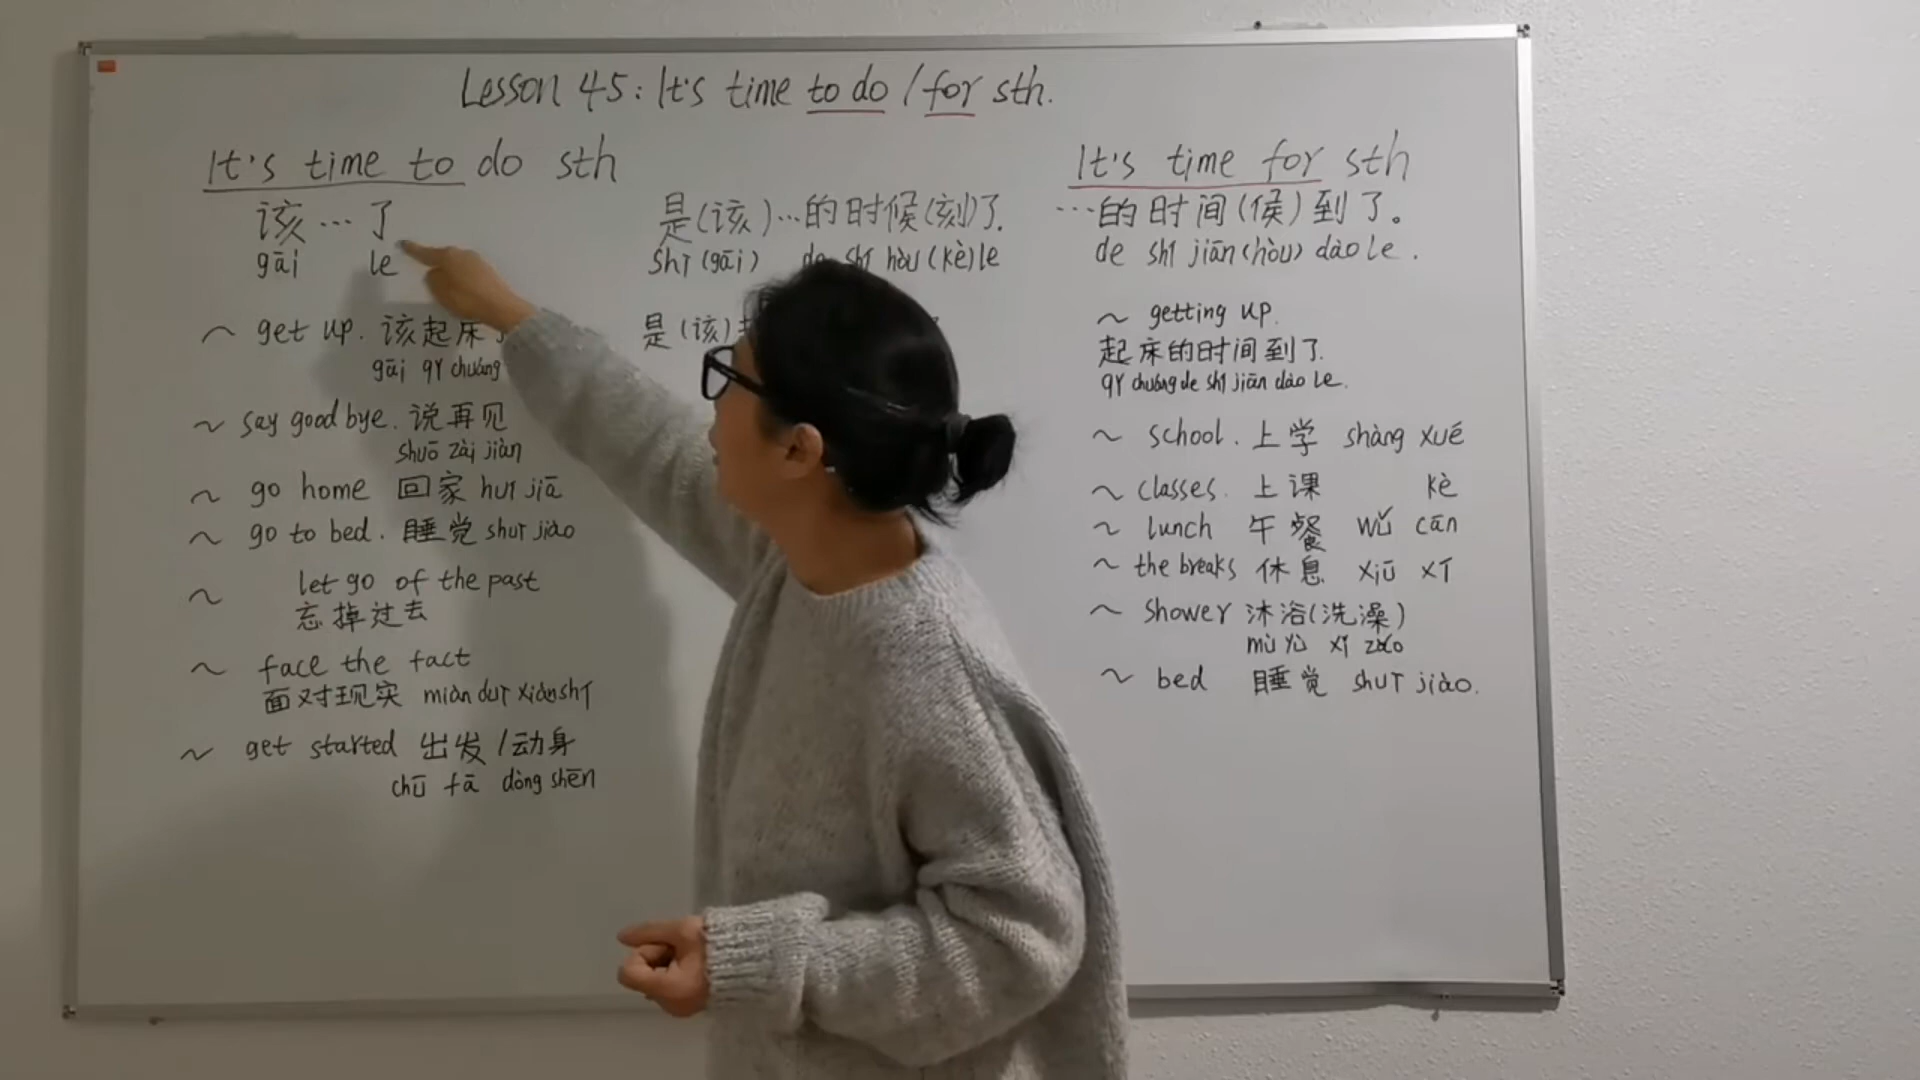 Lesson 45: It's time to do / for sth.
It's time to do sth
该…了
gāi le
~ get up. 该起床
gāi qǐ chuáng
~ say good bye. 说再见
shuō zài jiàn
~ go home 回家 huí jiā
~ go to bed. 睡觉 shuì jiào
~ let go of the past
忘掉过去
~ face the fact
面对现实 miàn duì xiàn shí
~ get started 出发/动身
chū fā dòng shēn
是(该)…的时候(刻)了.
shì (gāi) de shí hòu (kè) le
是(该)
It's time for sth
…的时间(候)到了。
de shí jiān (hòu) dào le.
~ getting up.
起床的时间到了.
qǐ chuáng de shí jiān dào le.
~ school. 上学 shàng xué
~ classes. 上课 kè
~ lunch 午餐 wǔ cān
~ the breaks 休息 xiū xī
~ shower 沐浴(洗澡)
mù yù xǐ zǎo
~ bed 睡觉 shuì jiào.